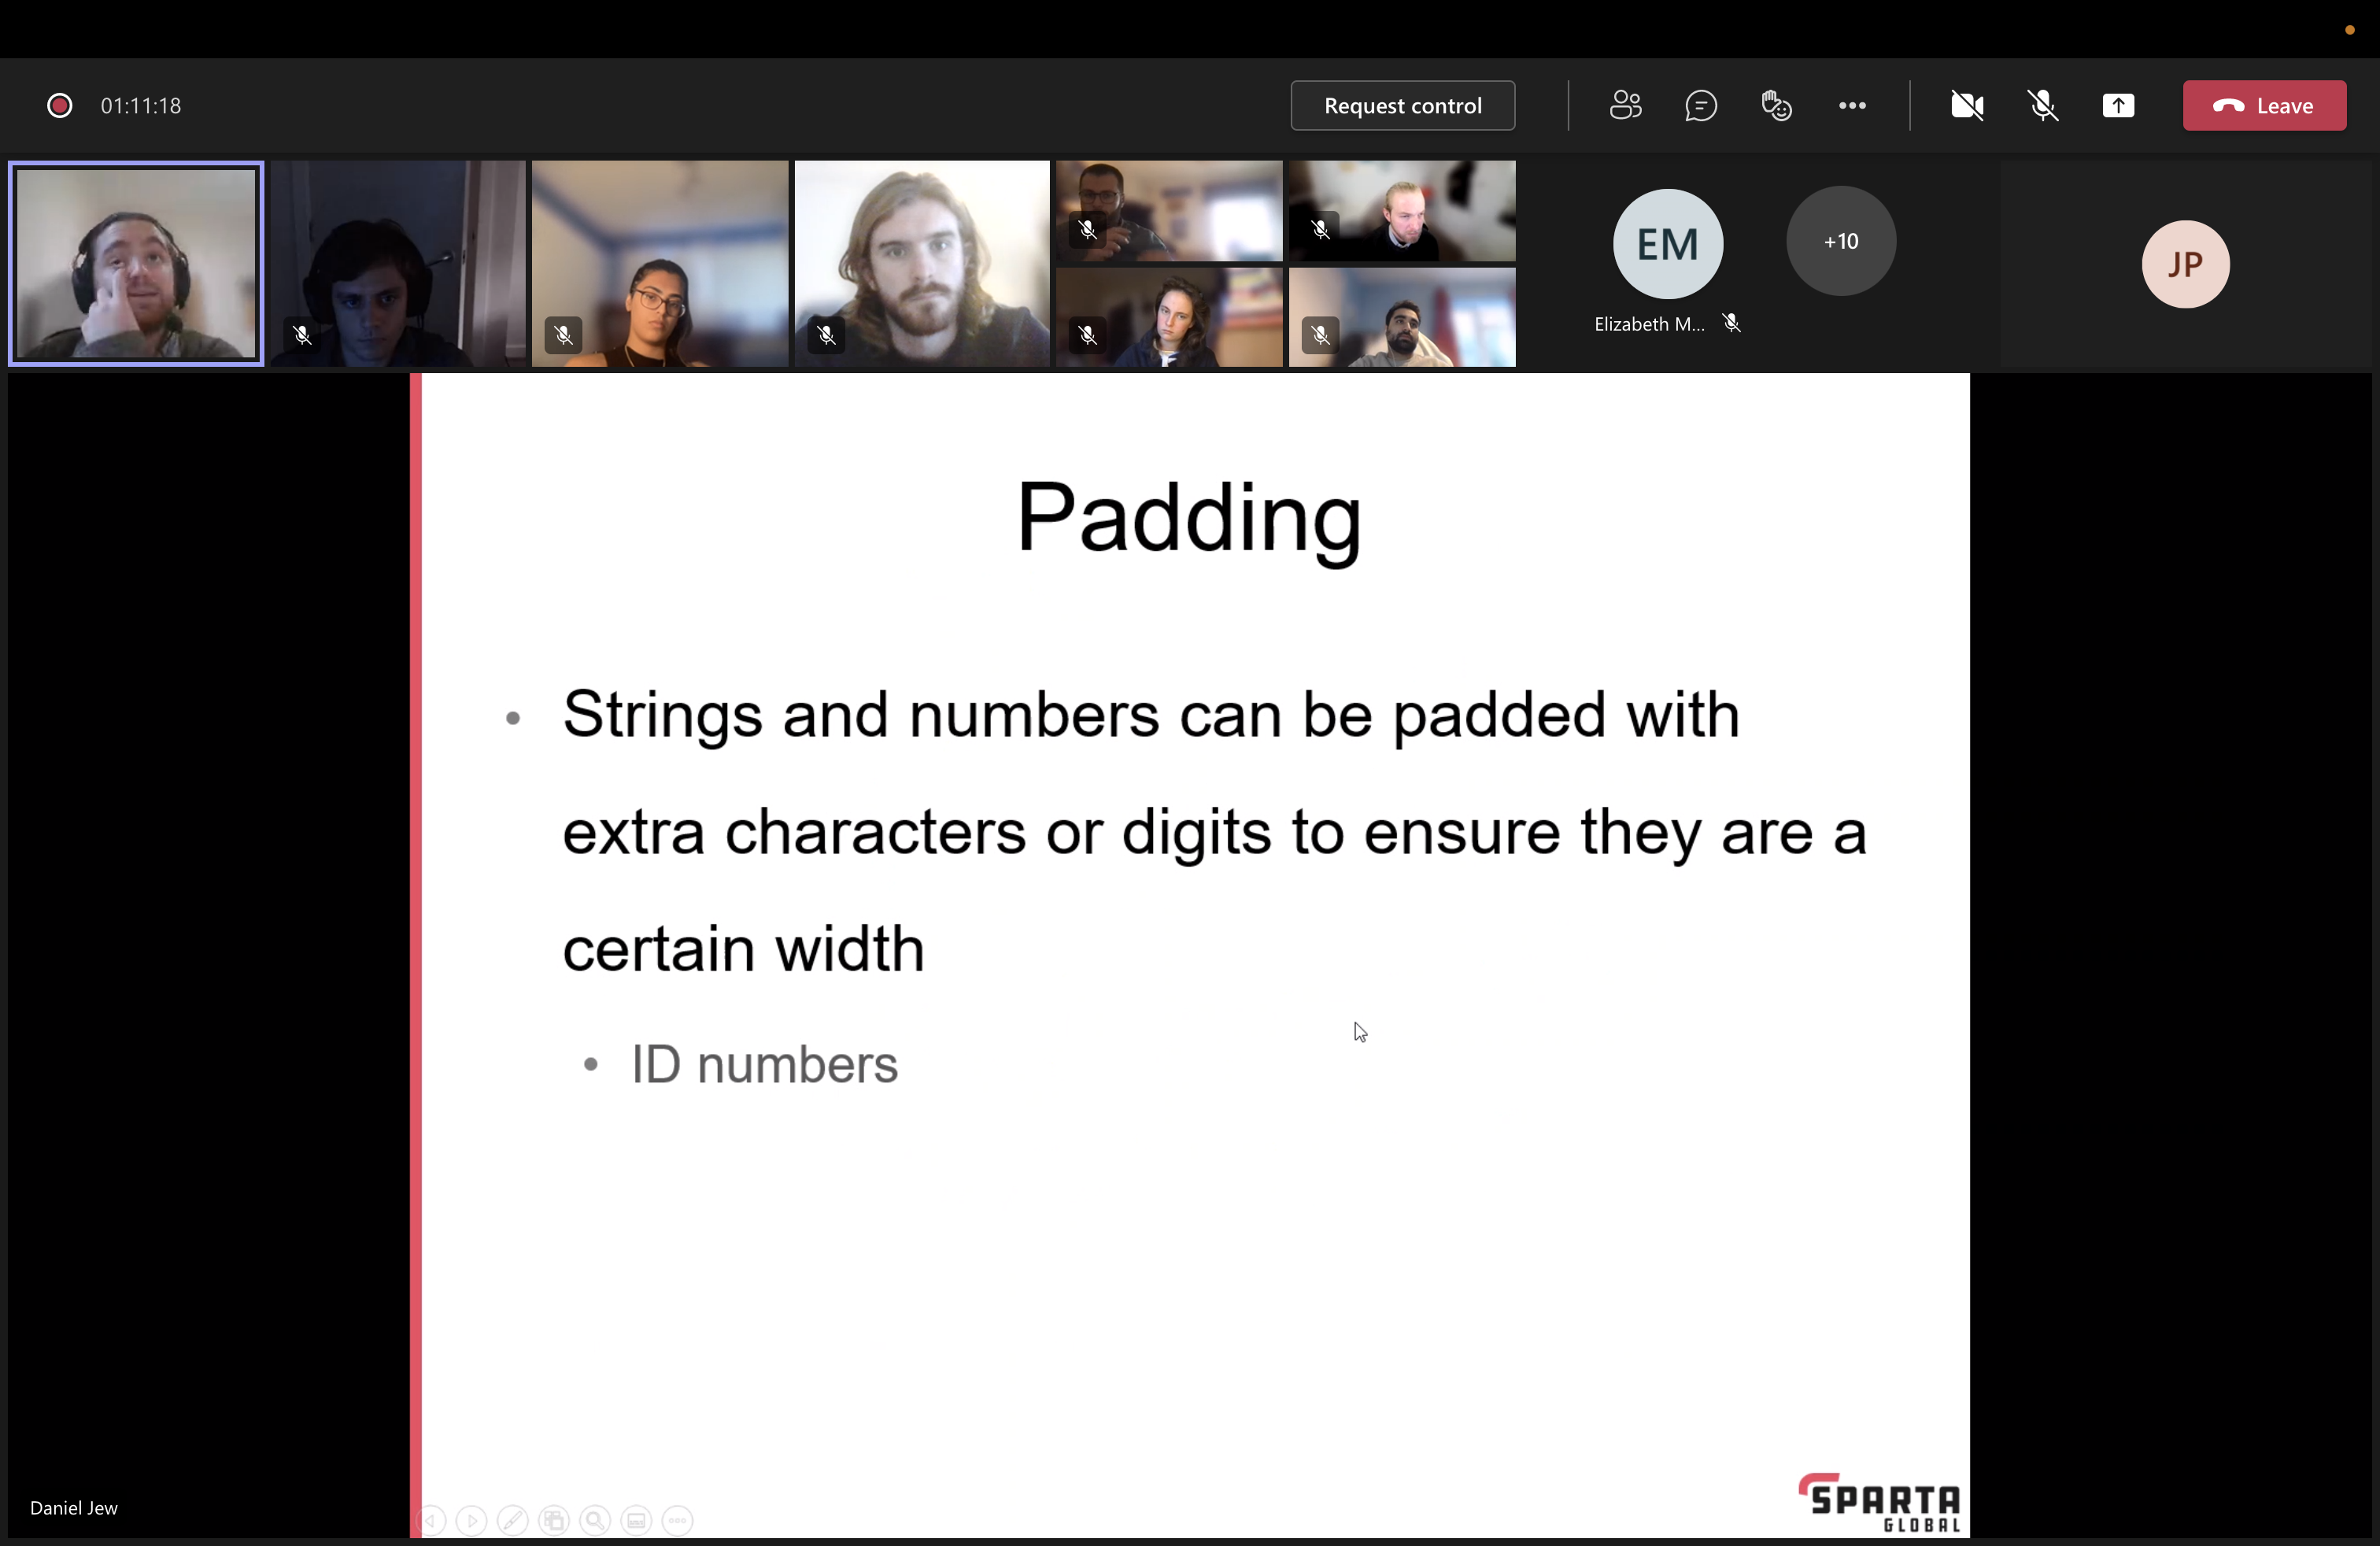 01:11:18
Request control
Leave
EM
+10
JP
Elizabeth M...
Padding
• Strings and numbers can be padded with
extra characters or digits to ensure they are a
certain width
• ID numbers
Daniel Jew
SPARTA
GLOBAL